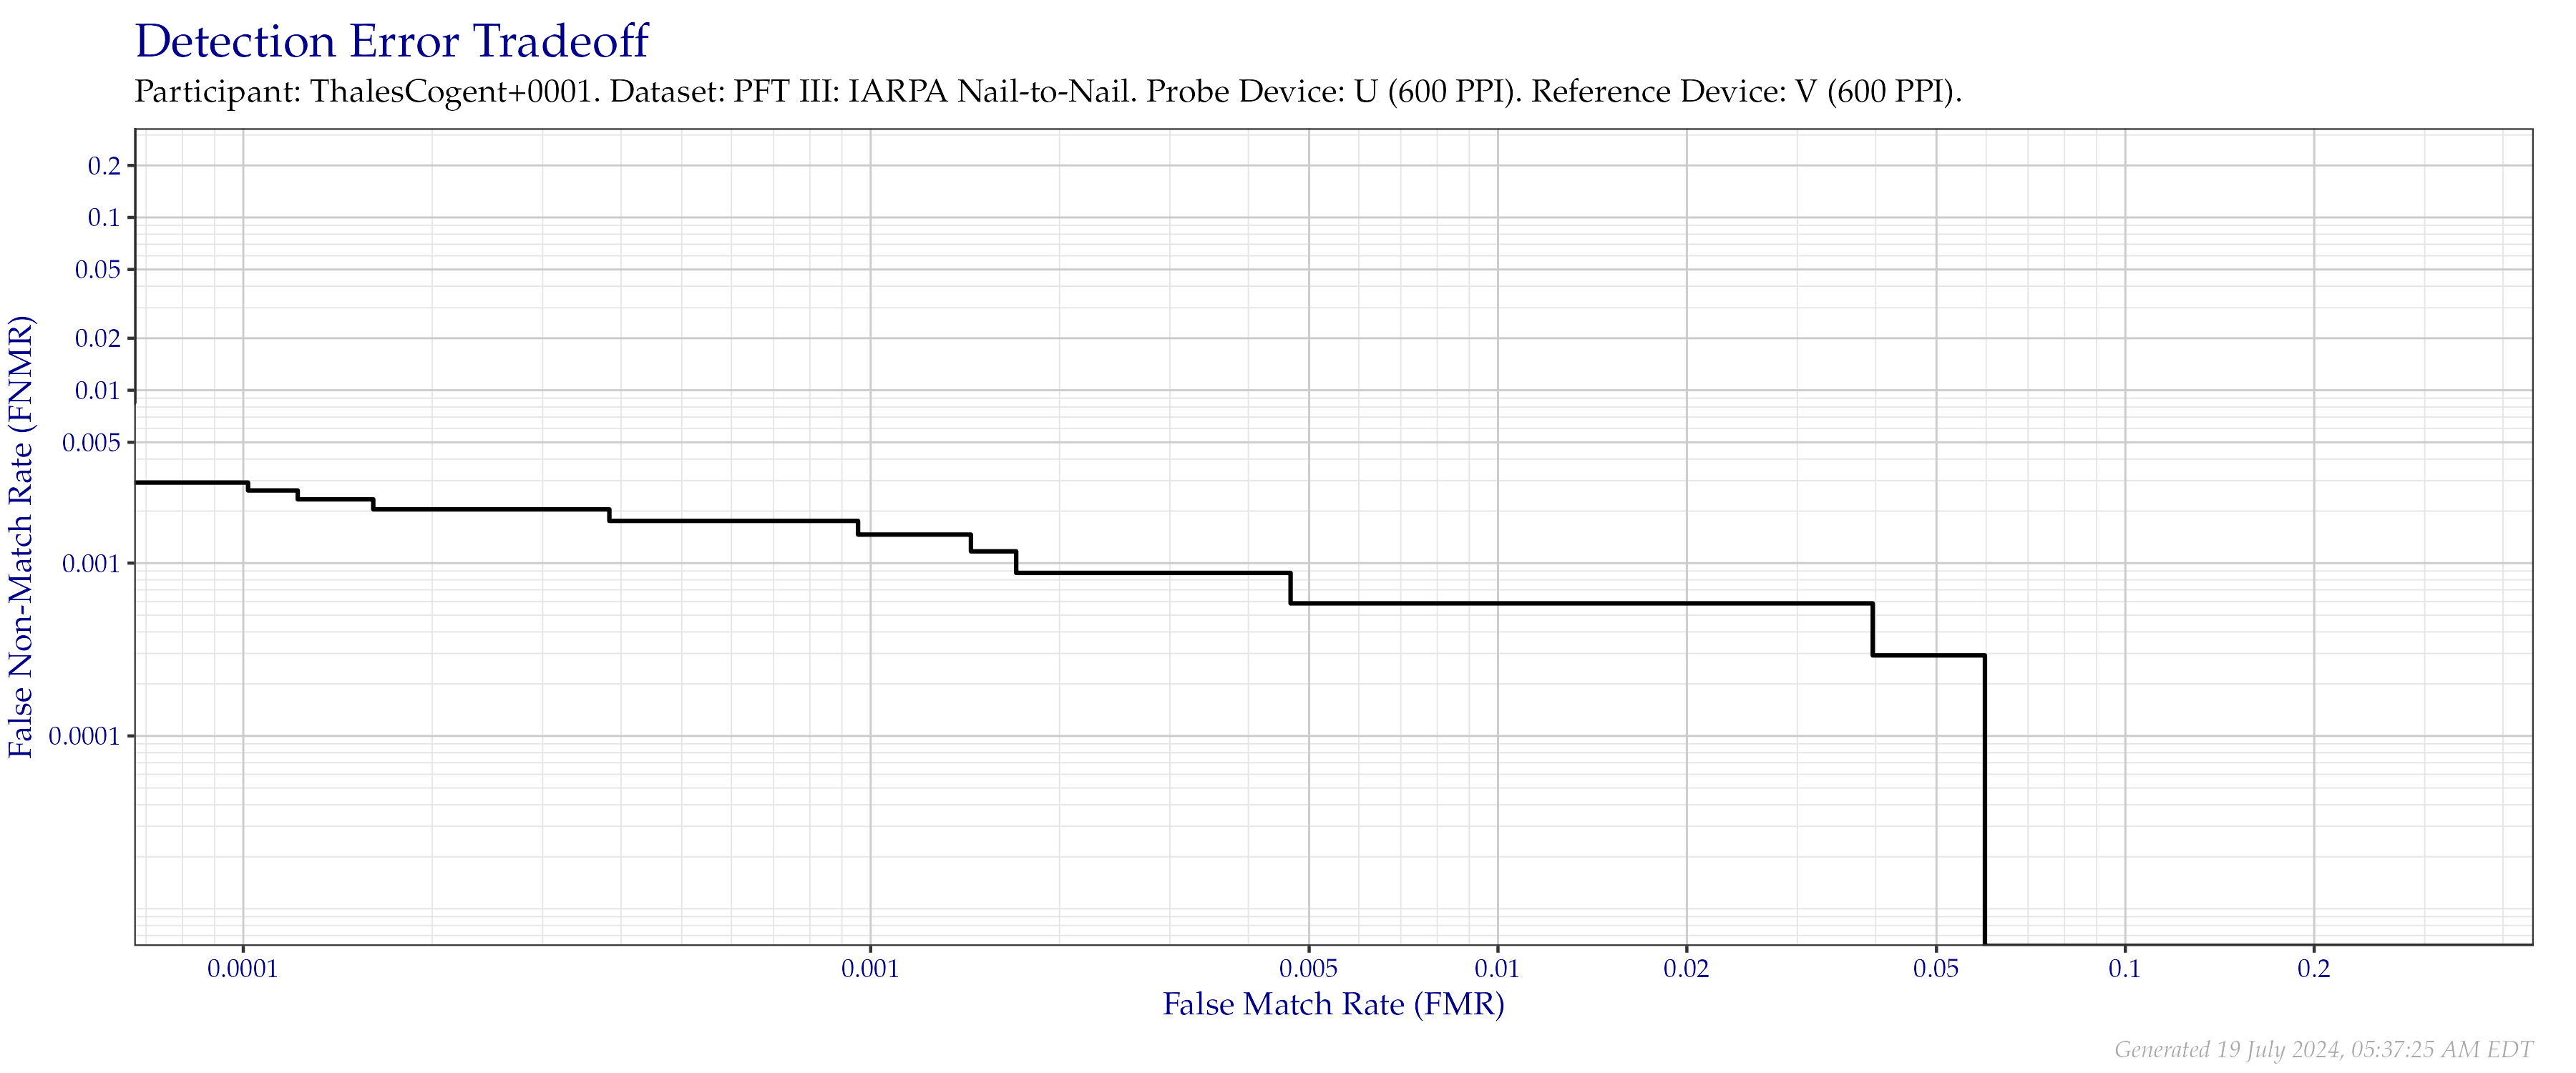 Detection Error Tradeoff
Participant: ThalesCogent+0001. Dataset: PFT III: IARPA Nail-to-Nail. Probe Device: U (600 PPI). Reference Device: V (600 PPI).
False Non-Match Rate (FNMR)
0.2
0.1
0.05
0.02
0.01
0.005
0.001
0.0001
0.0001 0.001 0.005 0.01 0.02 0.05 0.1 0.2
False Match Rate (FMR)
Generated 19 July 2024, 05:37:25 AM EDT